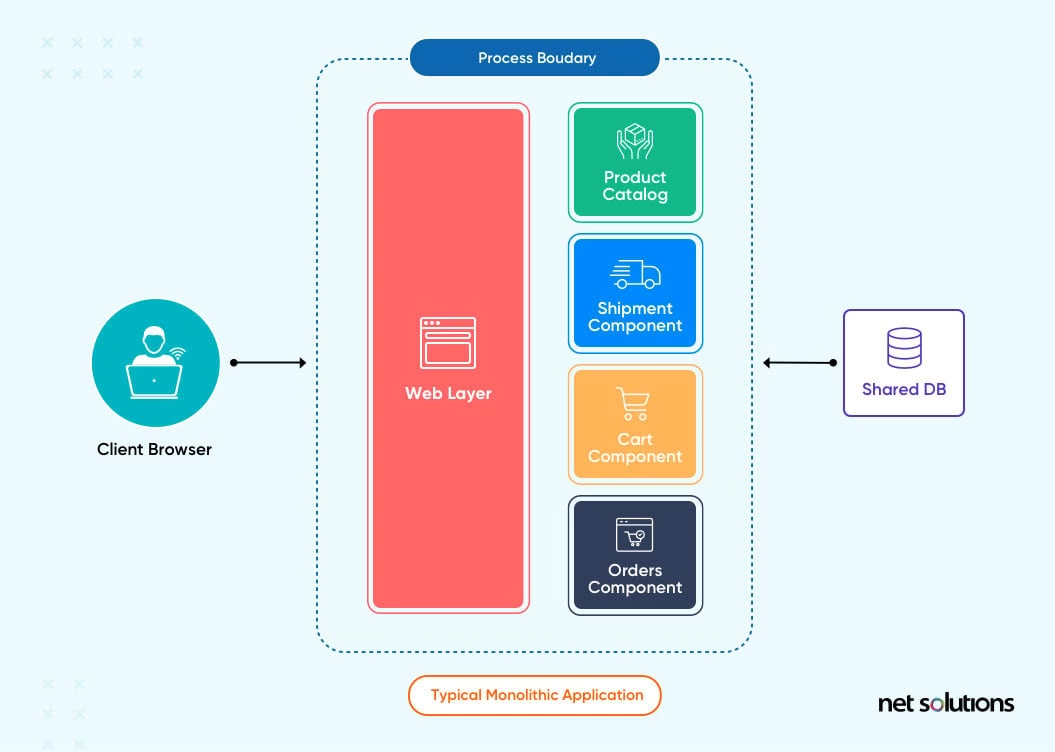 Process Boudary
Product
Catalog
Shipment
Component
Web Layer
Cart
Component
Orders
Component
Client Browser
Shared DB
Typical Monolithic Application
net solutions